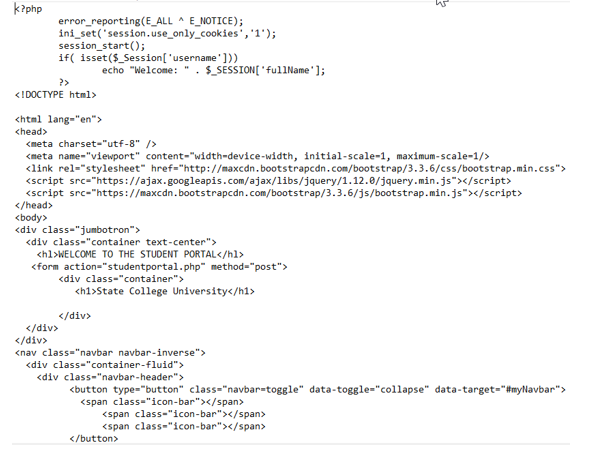 <?php
error_reporting(E_ALL ^ E_NOTICE);
ini_set('session.use_only_cookies','1');
session_start();
if( isset($_Session['username']))
echo "Welcome: " . $_SESSION['fullName'];
?>
<!DOCTYPE html>
<html lang="en">
<head>
<meta charset="utf-8" />
<meta name="viewport" content="width=device-width, initial-scale=1, maximum-scale=1/>
<link rel="stylesheet" href="http://maxcdn.bootstrapcdn.com/bootstrap/3.3.6/css/bootstrap.min.css">
<script src="https://ajax.googleapis.com/ajax/libs/jquery/1.12.0/jquery.min.js"></script>
<script src="https://maxcdn.bootstrapcdn.com/bootstrap/3.3.6/js/bootstrap.min.js"></script>
</head>
<body>
<div class="jumbotron">
<div class="container text-center">
<hl>WELCOME TO THE STUDENT PORTAL</hl>
<form action="studentportal.php" method="post">
<div class="container">
<h1>State College University</h1>
</div>
</div>
</div>
<nav class="navbar navbar-inverse">
<div class="container-fluid">
<div class="navbar-header">
<button type="button" class="navbar=toggle" data-toggle="collapse" data-target="#myNavbar">
<span class="icon-bar"></span>
<span class="icon-bar"></span>
<span class="icon-bar"></span>
</button>